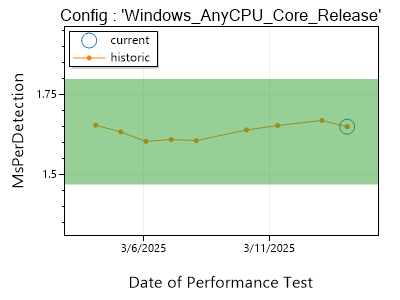 Config : 'Windows_AnyCPU_Core_Release'
current
historic
MsPerDetection
1.75
1.5
3/6/2025
3/11/2025
Date of Performance Test